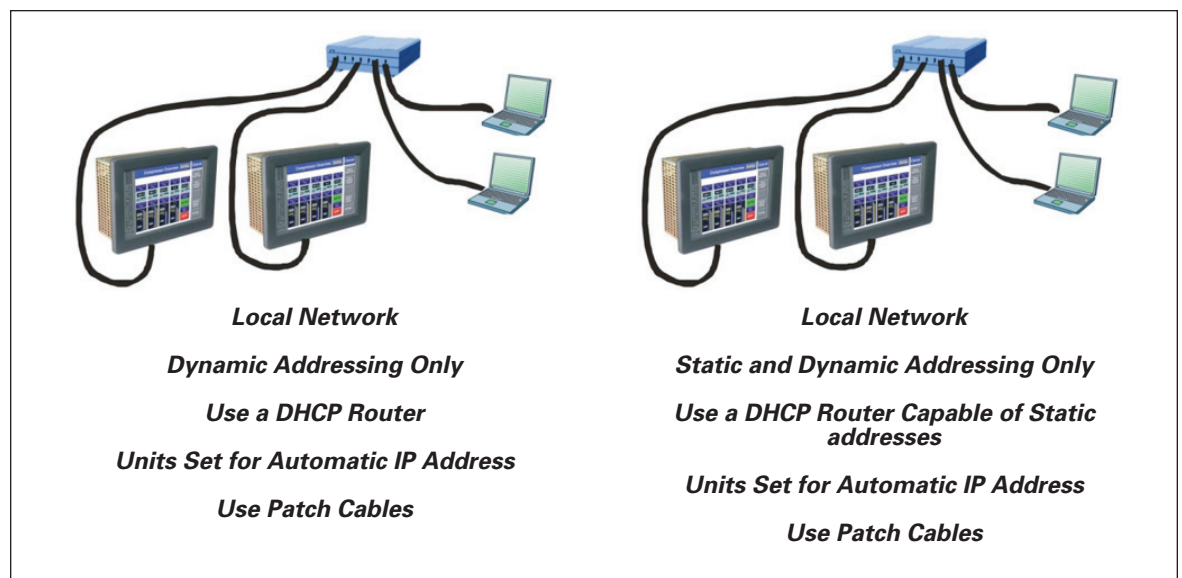 Local Network
Dynamic Addressing Only
Use a DHCP Router
Units Set for Automatic IP Address
Use Patch Cables
Local Network
Static and Dynamic Addressing Only
Use a DHCP Router Capable of Static
addresses
Units Set for Automatic IP Address
Use Patch Cables